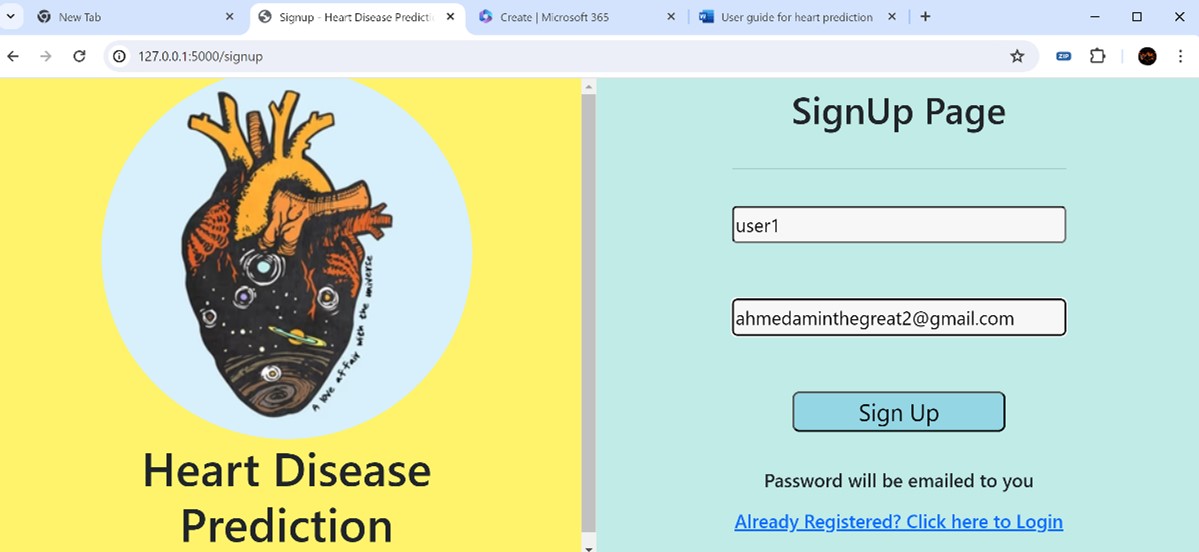 New Tab
Signup - Heart Disease Predicti
Create | Microsoft 365
User guide for heart prediction
127.0.0.1:5000/signup
ZIP
A love affair with the universe
Heart Disease
Prediction
SignUp Page
user1
ahmedaminthegreat2@gmail.com
Sign Up
Password will be emailed to you
Already Registered? Click here to Login